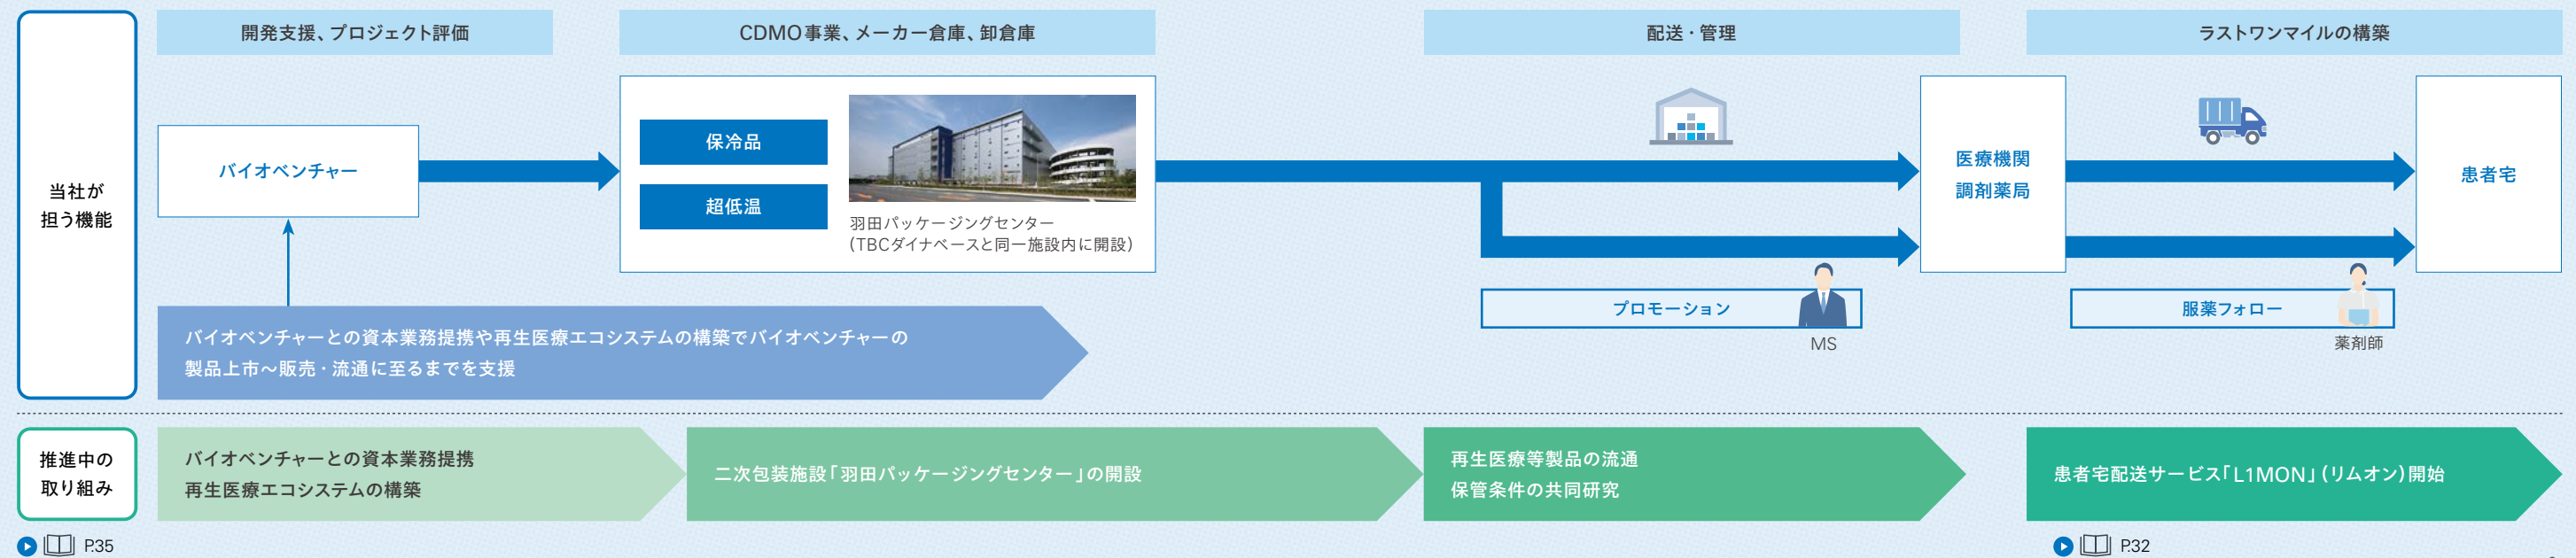 当社が
担う機能
開発支援、プロジェクト評価
CDMO事業、メーカー倉庫、卸倉庫
配送・管理
ラストワンマイルの構築
バイオベンチャー
保冷品
超低温
羽田パッケージングセンター
(TBCダイナベースと同一施設内に開設)
医療機関
調剤薬局
患者宅
プロモーション
MS
服薬フォロー
薬剤師
バイオベンチャーとの資本業務提携や再生医療エコシステムの構築でバイオベンチャーの
製品上市～販売・流通に至るまでを支援
推進中の
取り組み
バイオベンチャーとの資本業務提携
再生医療エコシステムの構築
二次包装施設「羽田パッケージングセンター」の開設
再生医療等製品の流通
保管条件の共同研究
患者宅配送サービス「L1MON」(リムオン)開始
P.35
P.32